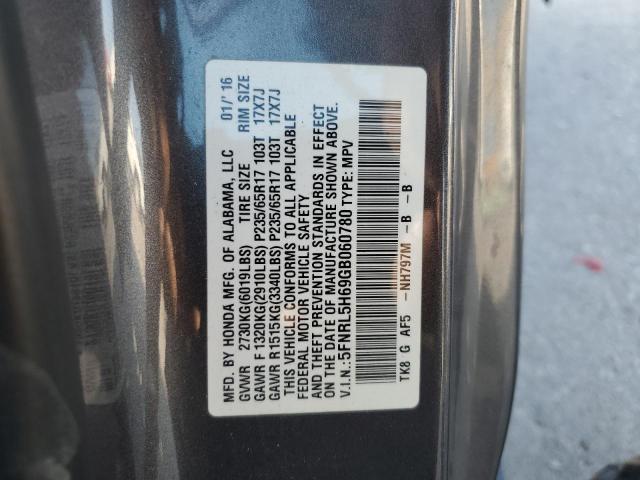 MFD. BY HONDA MFG. OF ALABAMA, LLC 01/'16
GVWR 2730KG(6019LBS) TIRE SIZE RIM SIZE
GAWR F 1320KG(2910LBS) P235/65R17 103T 17X7J
GAWR R1515KG(3340LBS) P235/65R17 103T 17X7J
THIS VEHICLE CONFORMS TO ALL APPLICABLE
FEDERAL MOTOR VEHICLE SAFETY
AND THEFT PREVENTION STANDARDS IN EFFECT
ON THE DATE OF MANUFACTURE SHOWN ABOVE.
V.I.N.:5FNRL5H69GB060780 TYPE: MPV
TK8 G AF5 -NH797M -B -B